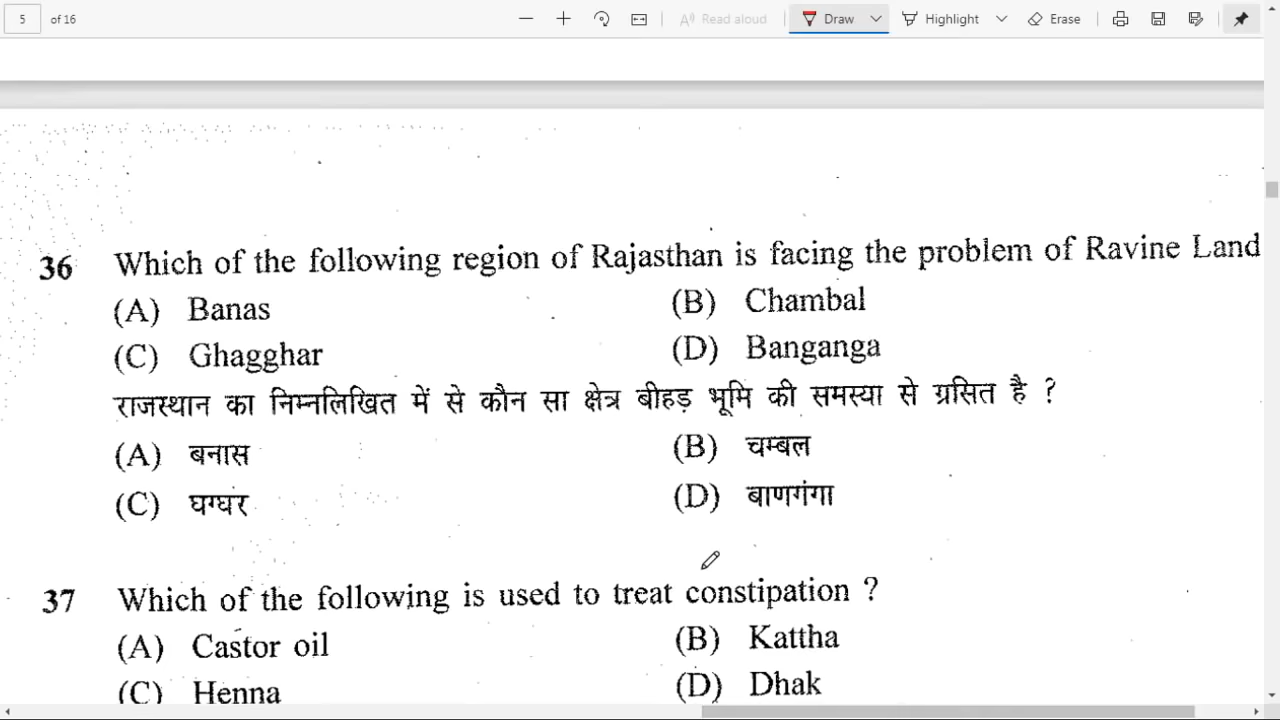 5 of 16 Read aloud Draw Highlight Erase
36 Which of the following region of Rajasthan is facing the problem of Ravine Land
(A) Banas (B) Chambal
(C) Ghagghar (D) Banganga
राजस्थान का निम्नलिखित में से कौन सा क्षेत्र बीहड़ भूमि की समस्या से ग्रसित है ?
(A) बनास (B) चम्बल
(C) घग्घर (D) बाणगंगा
37 Which of the following is used to treat constipation ?
(A) Castor oil (B) Kattha
(C) Henna (D) Dhak